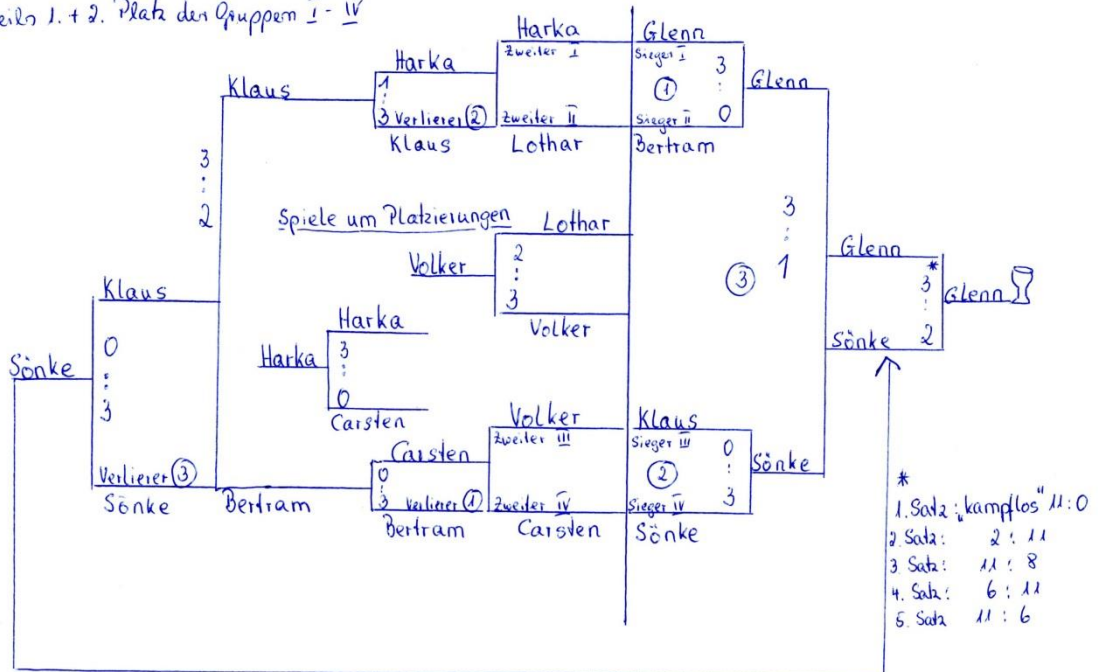 1. + 2. Platz der Gruppen I - IV
Harka
Zweiter I
Glenn
Sieger I
3
:
0
①
Sieger II
Bertram
Glenn
Harka
1
:
3
Verlierer ②
Klaus
Zweiter II
Lothar
Klaus
3
:
2
Spiele um Platzierungen
Lothar
2
:
3
Volker
Volker
3
:
1
③
Glenn
*
3
:
2
Sönke
Glenn
Klaus
0
:
3
Verlierer ③
Sönke
Sönke
Harka
3
:
0
Carsten
Harka
Volker
Zweiter III
Klaus
Sieger III
0
:
3
②
Sieger IV
Sönke
Sönke
Carsten
0
:
3
Verlierer ①
Bertram
Zweiter IV
Carsten
Bertram
*
1. Satz: „kampflos" 11:0
2. Satz: 2 : 11
3. Satz: 11 : 8
4. Satz: 6 : 11
5. Satz 11 : 6